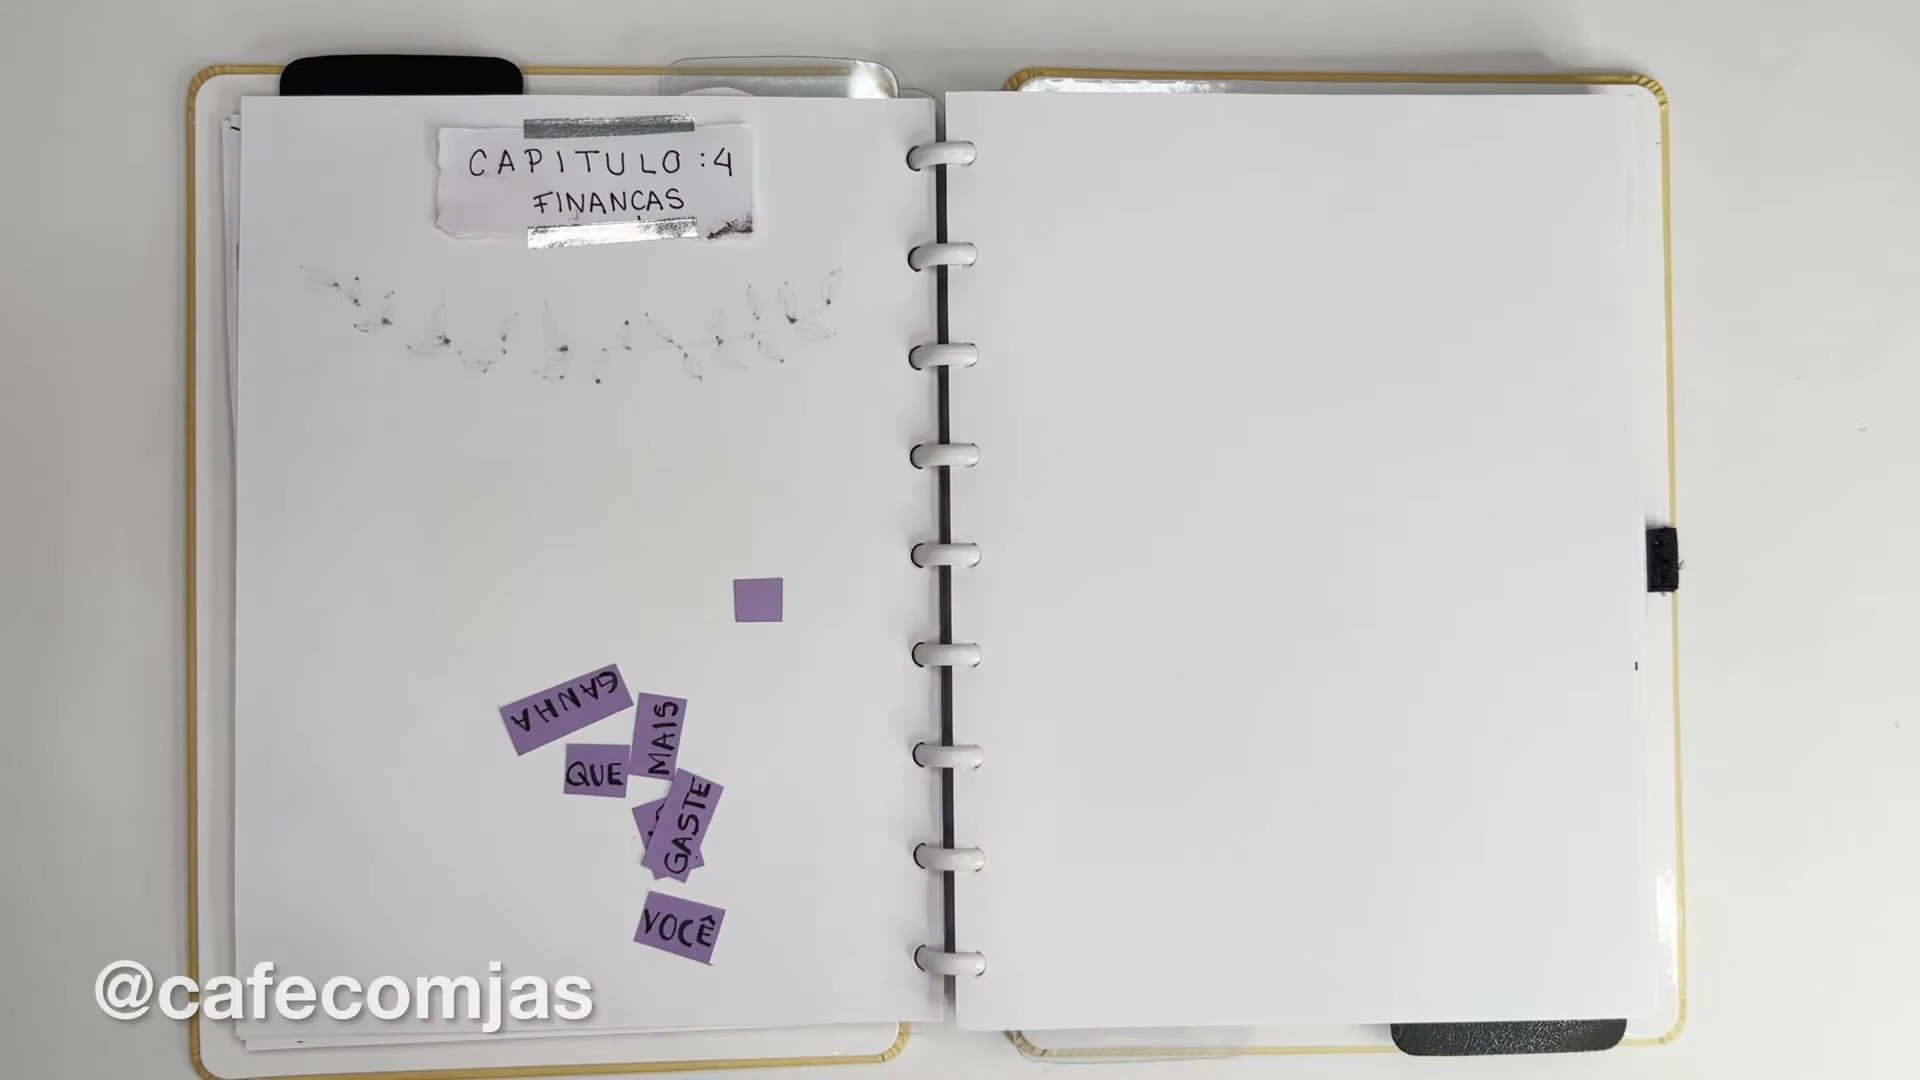 CAPITULO:4
FINANÇAS
GANHA
MAIS
QUE
GASTE
VOCÊ
@cafecomjas